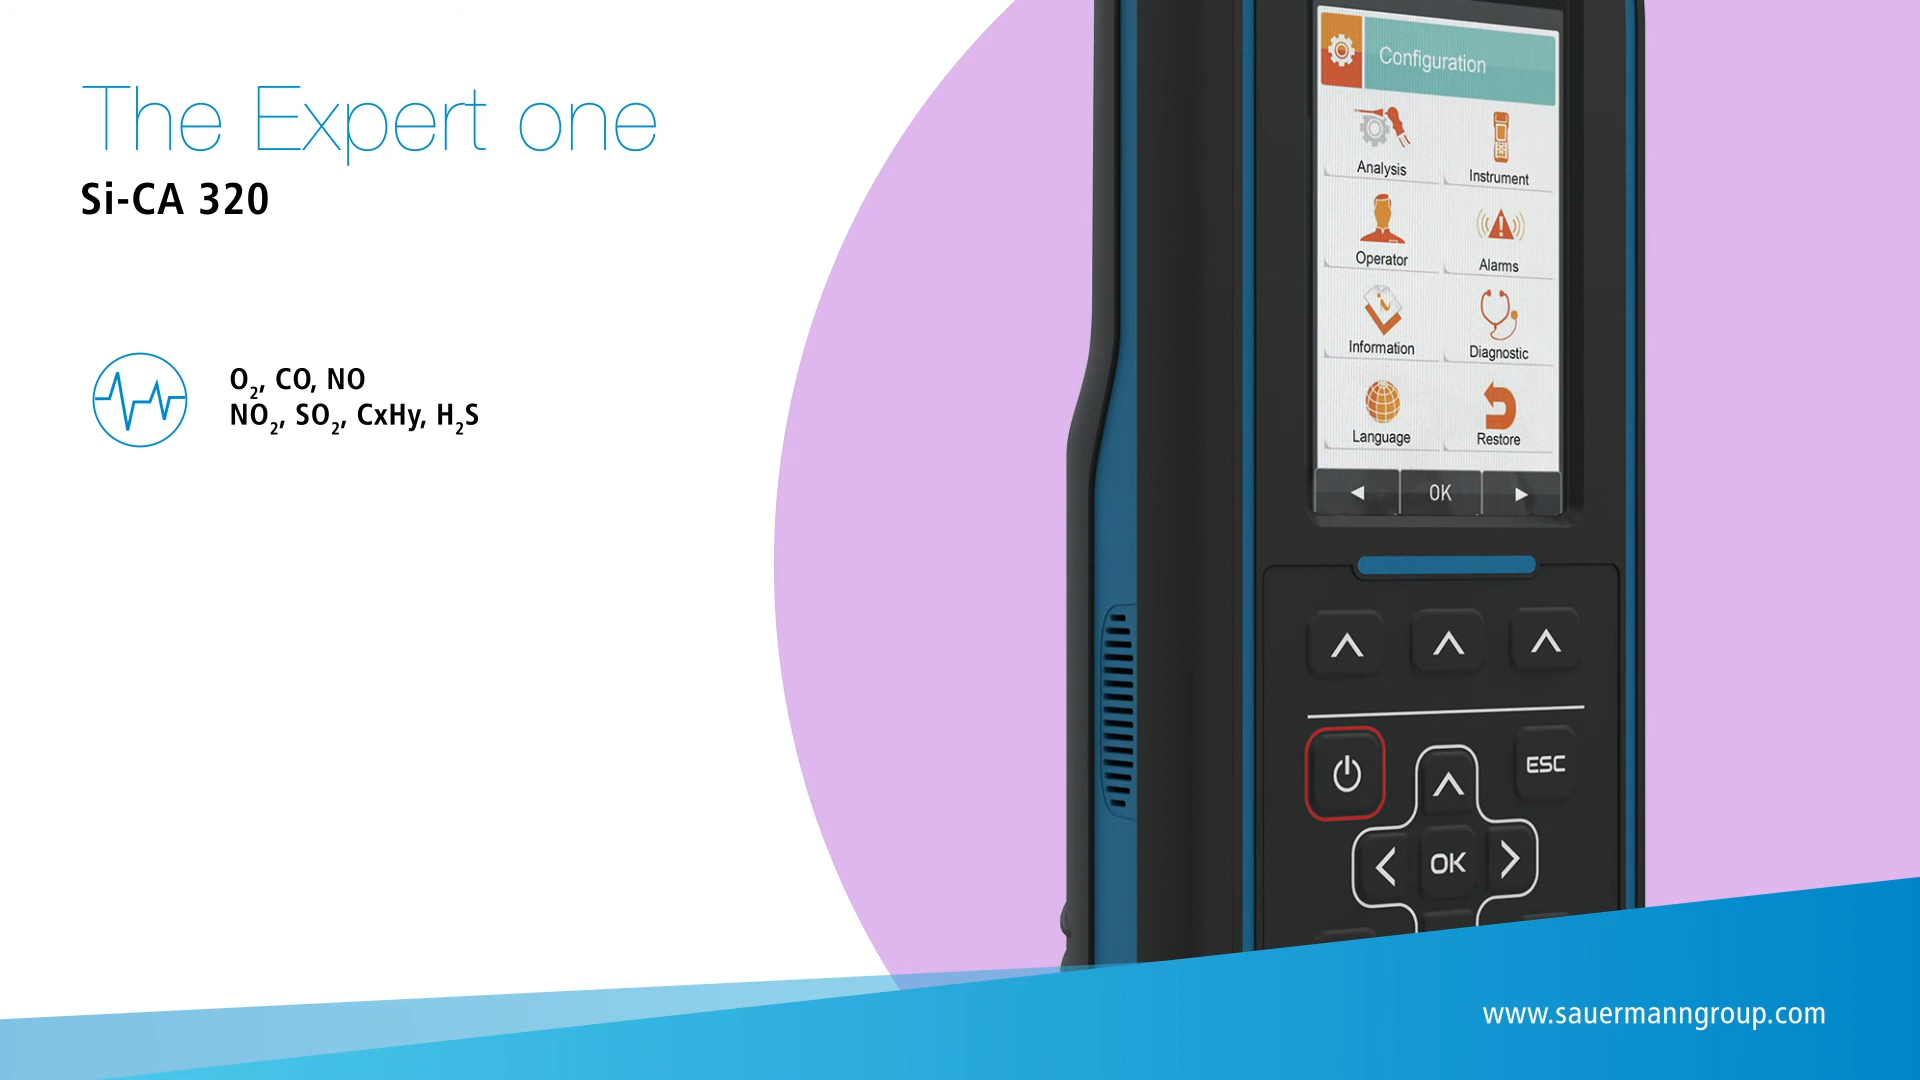 The Expert one
Si-CA 320
O₂, CO, NO
NO₂, SO₂, CxHy, H₂S
Configuration
Analysis
Instrument
Operator
Alarms
Information
Diagnostic
Language
Restore
OK
ESC
OK
www.sauermanngroup.com